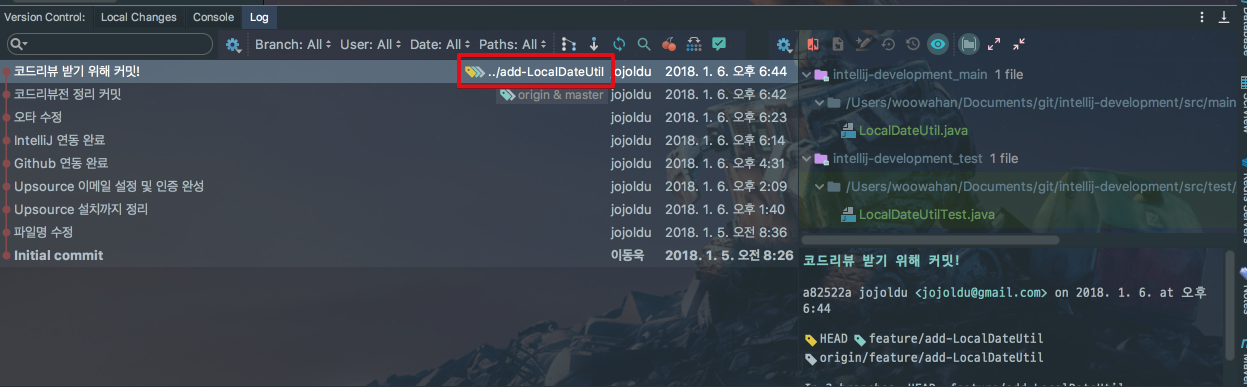 Version Control: Local Changes Console Log
Branch: All User: All Date: All Paths: All
코드리뷰 받기 위해 커밋! ../add-LocalDateUtil jojoldu 2018. 1. 6. 오후 6:44
코드리뷰전 정리 커밋 origin & master jojoldu 2018. 1. 6. 오후 6:42
오타 수정 jojoldu 2018. 1. 6. 오후 6:23
IntelliJ 연동 완료 jojoldu 2018. 1. 6. 오후 6:14
Github 연동 완료 jojoldu 2018. 1. 6. 오후 4:31
Upsource 이메일 설정 및 인증 완성 jojoldu 2018. 1. 6. 오후 2:09
Upsource 설치까지 정리 jojoldu 2018. 1. 6. 오후 1:40
파일명 수정 jojoldu 2018. 1. 5. 오전 8:36
Initial commit 이동욱 2018. 1. 5. 오전 8:26
intellij-development_main 1 file
/Users/woowahan/Documents/git/intellij-development/src/main
LocalDateUtil.java
intellij-development_test 1 file
/Users/woowahan/Documents/git/intellij-development/src/test/
LocalDateUtilTest.java
코드리뷰 받기 위해 커밋!
a82522a jojoldu <jojoldu@gmail.com> on 2018. 1. 6. at 오후
6:44
HEAD feature/add-LocalDateUtil
origin/feature/add-LocalDateUtil
Database